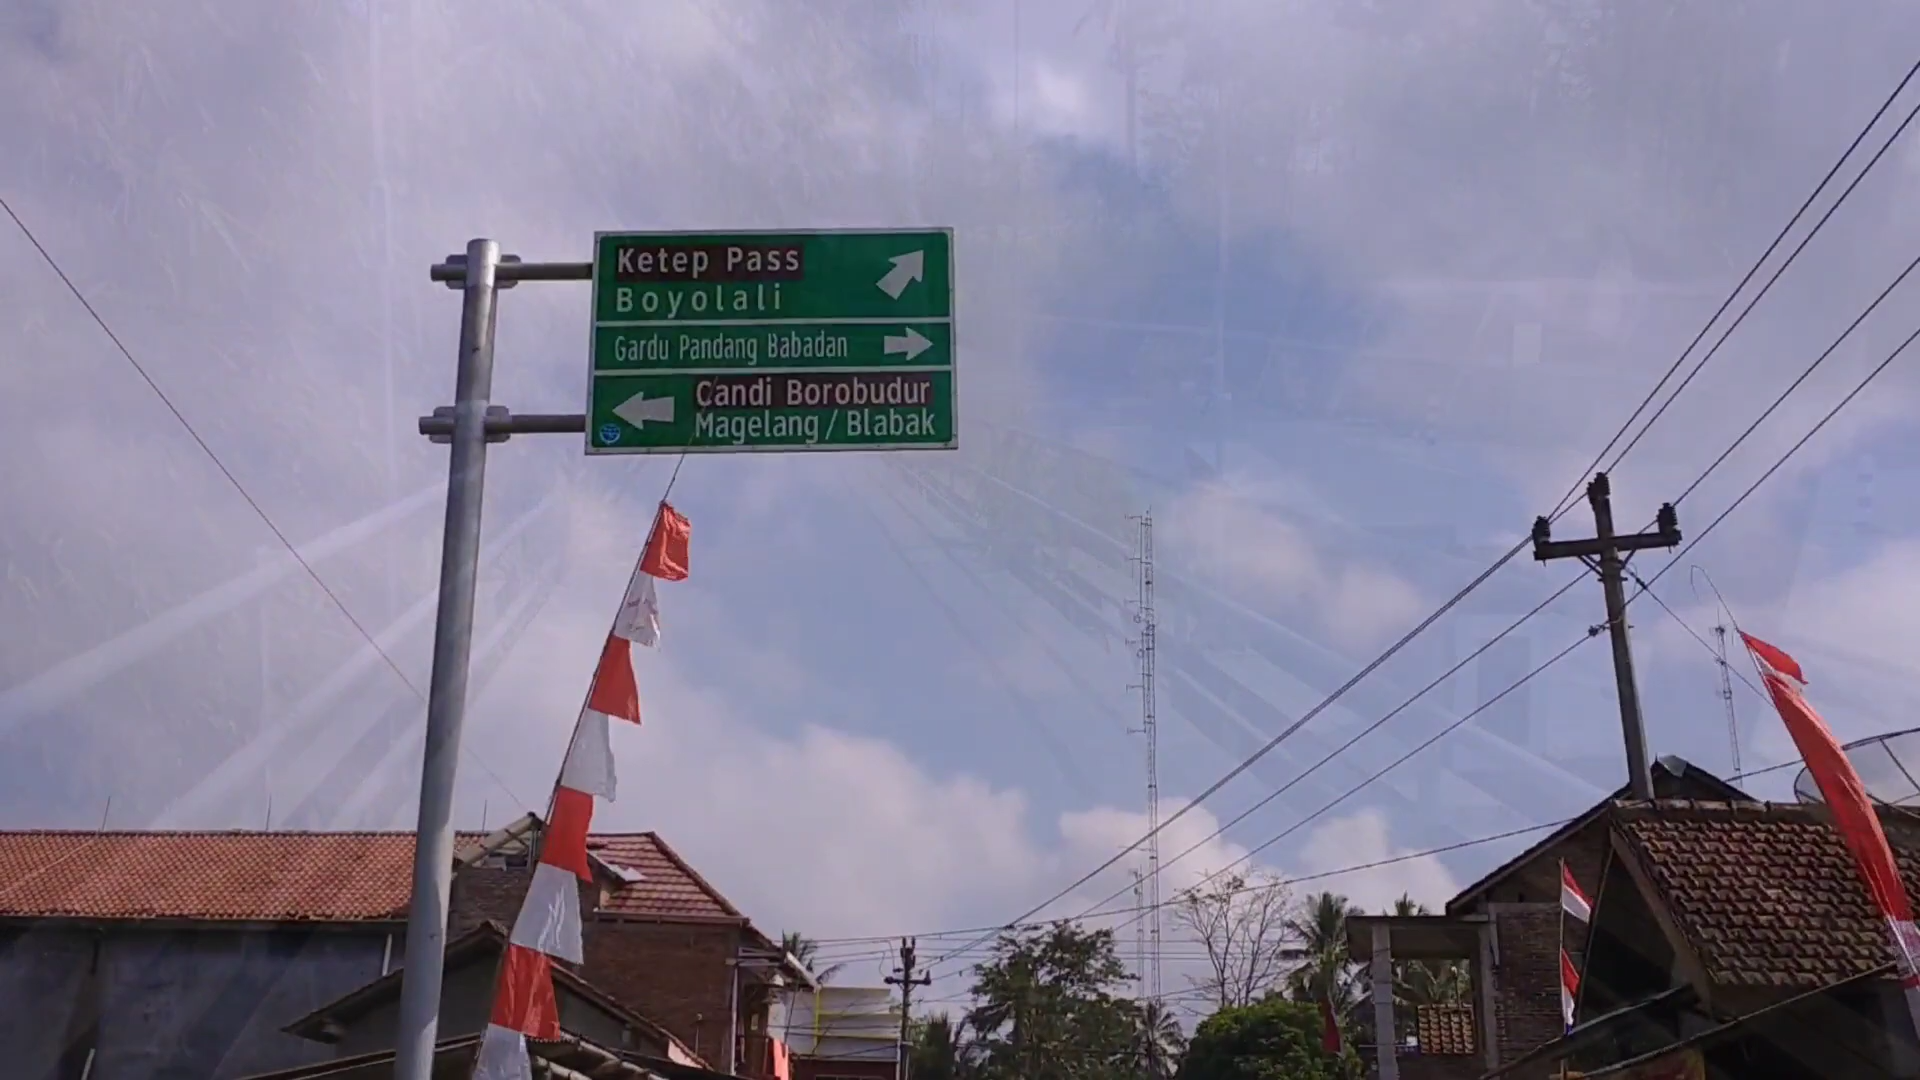 Ketep Pass
Boyolali
Gardu Pandang Babadan
Candi Borobudur
Magelang / Blabak